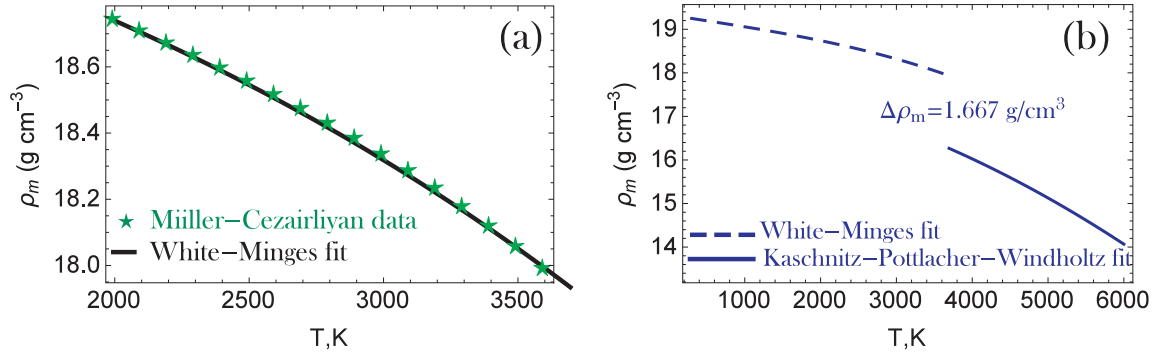 (a)
18.6
18.4
18.2
18.0
ρm (g cm⁻³)
Miiller–Cezairliyan data
White–Minges fit
2000 2500 3000 3500
T,K
(b)
19
18
17
16
15
14
ρm (g cm⁻³)
Δρm=1.667 g/cm³
White–Minges fit
Kaschnitz–Pottlacher–Windholtz fit
1000 2000 3000 4000 5000 6000
T,K